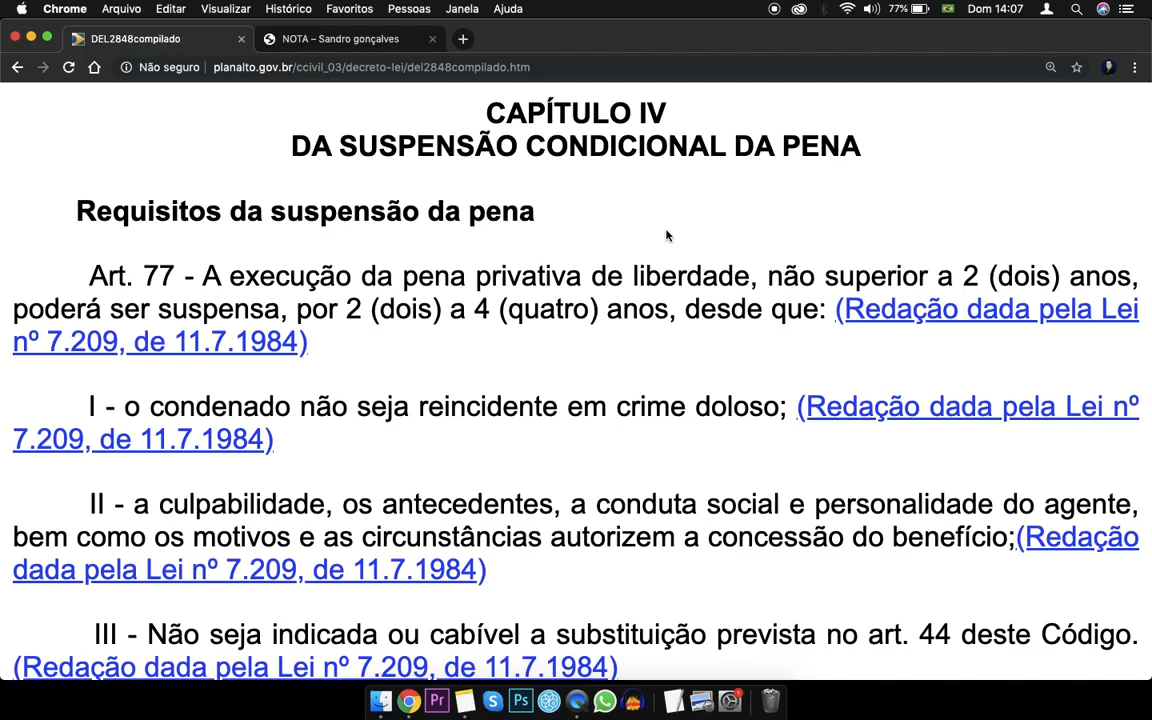 Chrome Arquivo Editar Visualizar Histórico Favoritos Pessoas Janela Ajuda 77% Dom 14:07
DEL2848compilado NOTA – Sandro gonçalves
Não seguro planalto.gov.br/ccivil_03/decreto-lei/del2848compilado.htm
CAPÍTULO IV
DA SUSPENSÃO CONDICIONAL DA PENA
Requisitos da suspensão da pena
Art. 77 - A execução da pena privativa de liberdade, não superior a 2 (dois) anos,
poderá ser suspensa, por 2 (dois) a 4 (quatro) anos, desde que: (Redação dada pela Lei
nº 7.209, de 11.7.1984)
I - o condenado não seja reincidente em crime doloso; (Redação dada pela Lei nº
7.209, de 11.7.1984)
II - a culpabilidade, os antecedentes, a conduta social e personalidade do agente,
bem como os motivos e as circunstâncias autorizem a concessão do benefício;(Redação
dada pela Lei nº 7.209, de 11.7.1984)
III - Não seja indicada ou cabível a substituição prevista no art. 44 deste Código.
(Redação dada pela Lei nº 7.209, de 11.7.1984)
Pr Ps